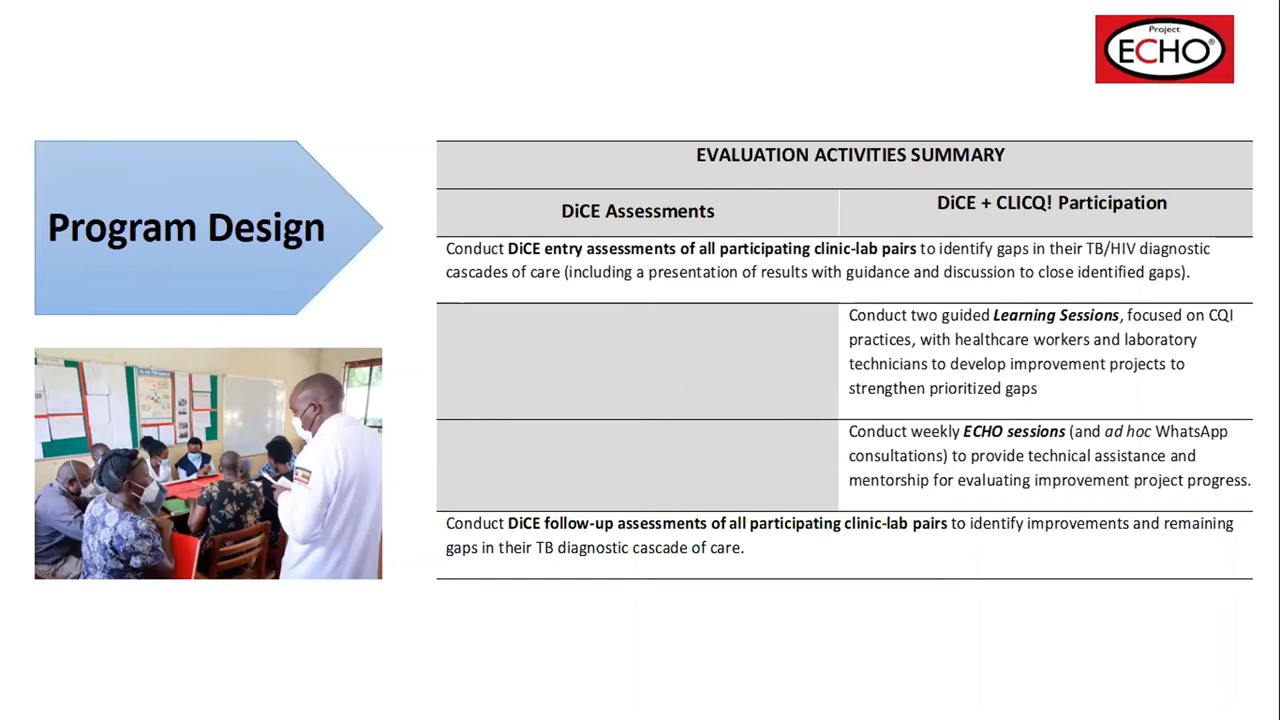 Project
ECHO®
Program Design
EVALUATION ACTIVITIES SUMMARY
DiCE Assessments
DiCE + CLICQ! Participation
Conduct DiCE entry assessments of all participating clinic-lab pairs to identify gaps in their TB/HIV diagnostic
cascades of care (including a presentation of results with guidance and discussion to close identified gaps).
Conduct two guided Learning Sessions, focused on CQI
practices, with healthcare workers and laboratory
technicians to develop improvement projects to
strengthen prioritized gaps
Conduct weekly ECHO sessions (and ad hoc WhatsApp
consultations) to provide technical assistance and
mentorship for evaluating improvement project progress.
Conduct DiCE follow-up assessments of all participating clinic-lab pairs to identify improvements and remaining
gaps in their TB diagnostic cascade of care.